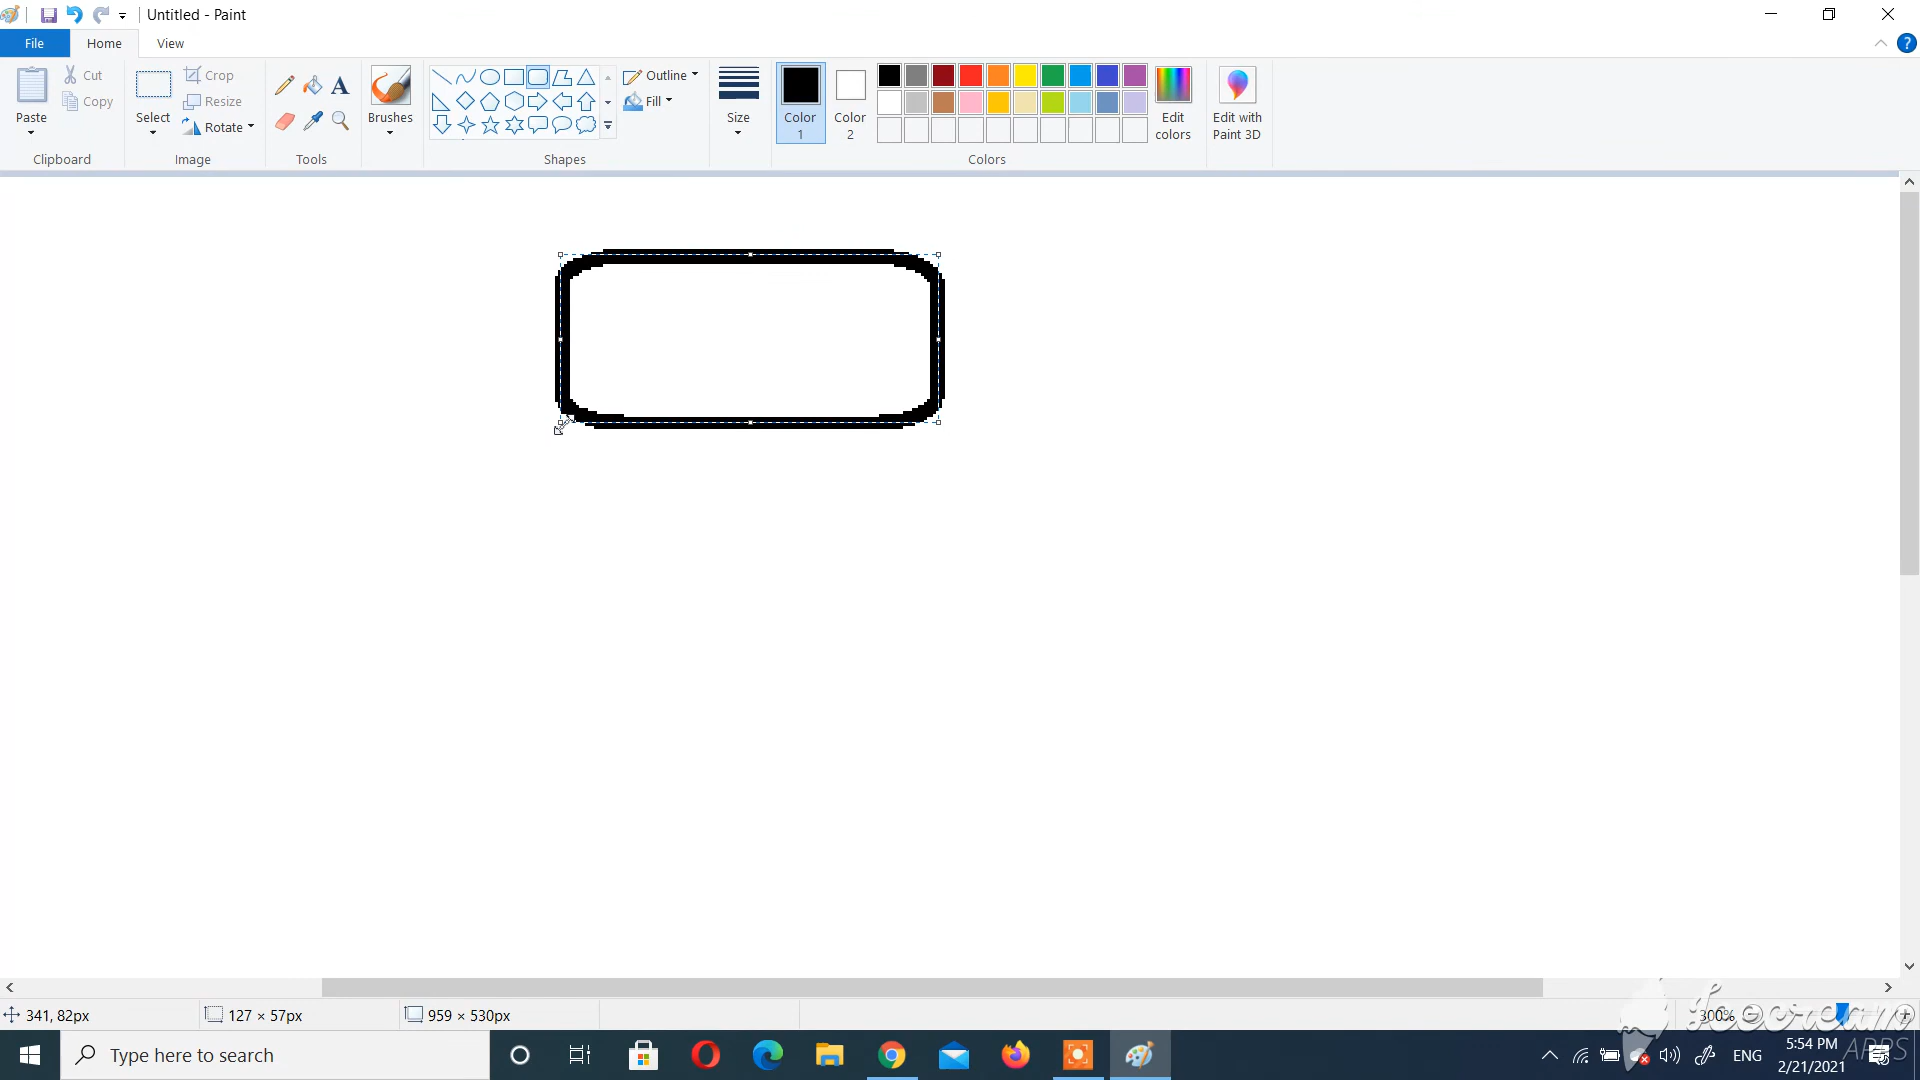 Untitled - Paint
File Home View
Paste
Cut
Copy
Clipboard
Select
Crop
Resize
Rotate
Image
A
Tools
Brushes
Outline
Fill
Shapes
Size
Color 1
Color 2
Edit colors
Colors
Edit with Paint 3D
341, 82px
127 × 57px
959 × 530px
300%
Icecream
APPS
Type here to search
ENG
5:54 PM
2/21/2021